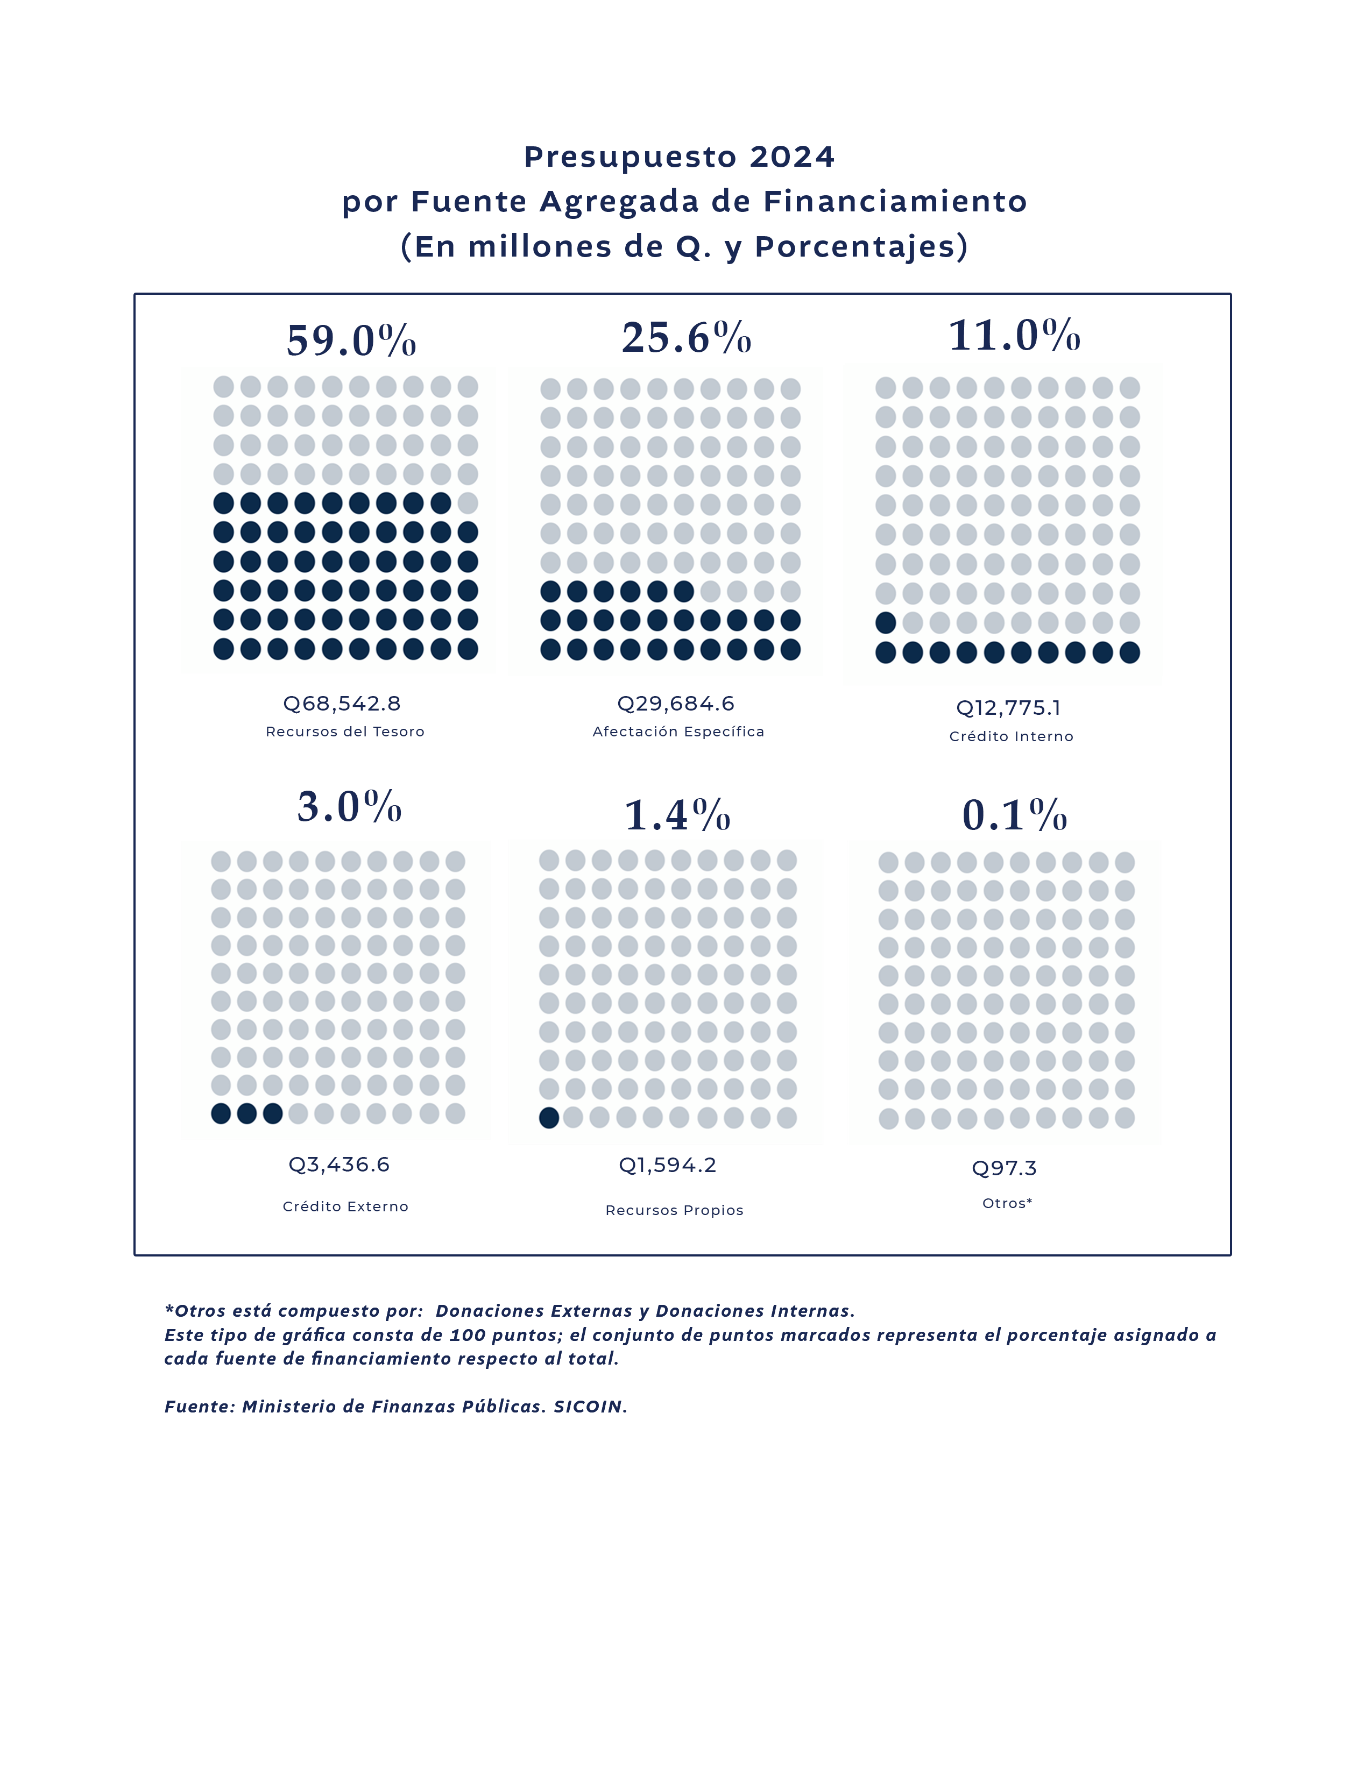 Presupuesto 2024
por Fuente Agregada de Financiamiento
(En millones de Q. y Porcentajes)
59.0%
25.6%
11.0%
Q68,542.8
Recursos del Tesoro
Q29,684.6
Afectación Específica
Q12,775.1
Crédito Interno
3.0%
1.4%
0.1%
Q3,436.6
Crédito Externo
Q1,594.2
Recursos Propios
Q97.3
Otros*
*Otros está compuesto por:  Donaciones Externas y Donaciones Internas.
Este tipo de gráfica consta de 100 puntos; el conjunto de puntos marcados representa el porcentaje asignado a
cada fuente de financiamiento respecto al total.
Fuente: Ministerio de Finanzas Públicas. SICOIN.